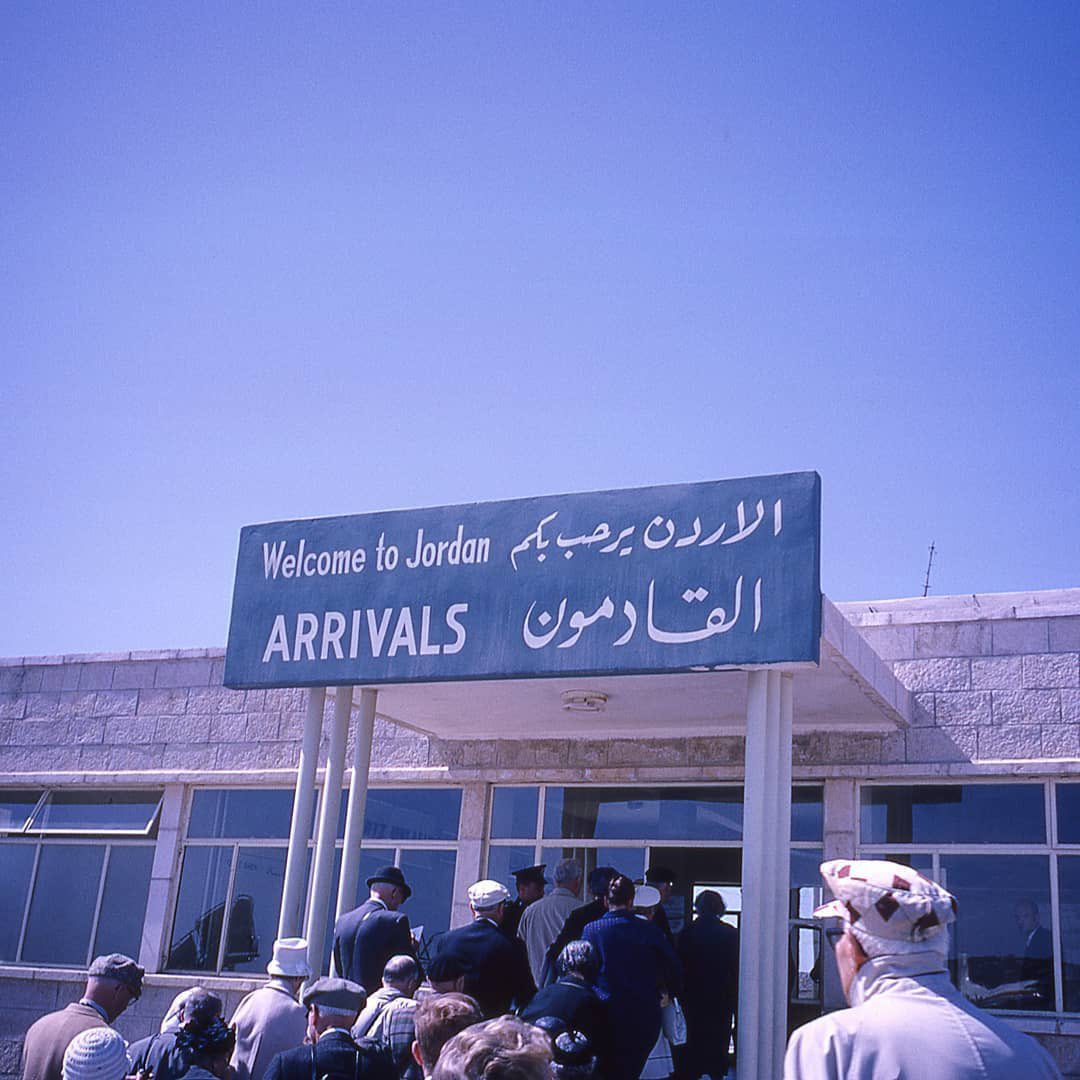 Welcome to Jordan الاردن يرحب بكم
ARRIVALS القادمون